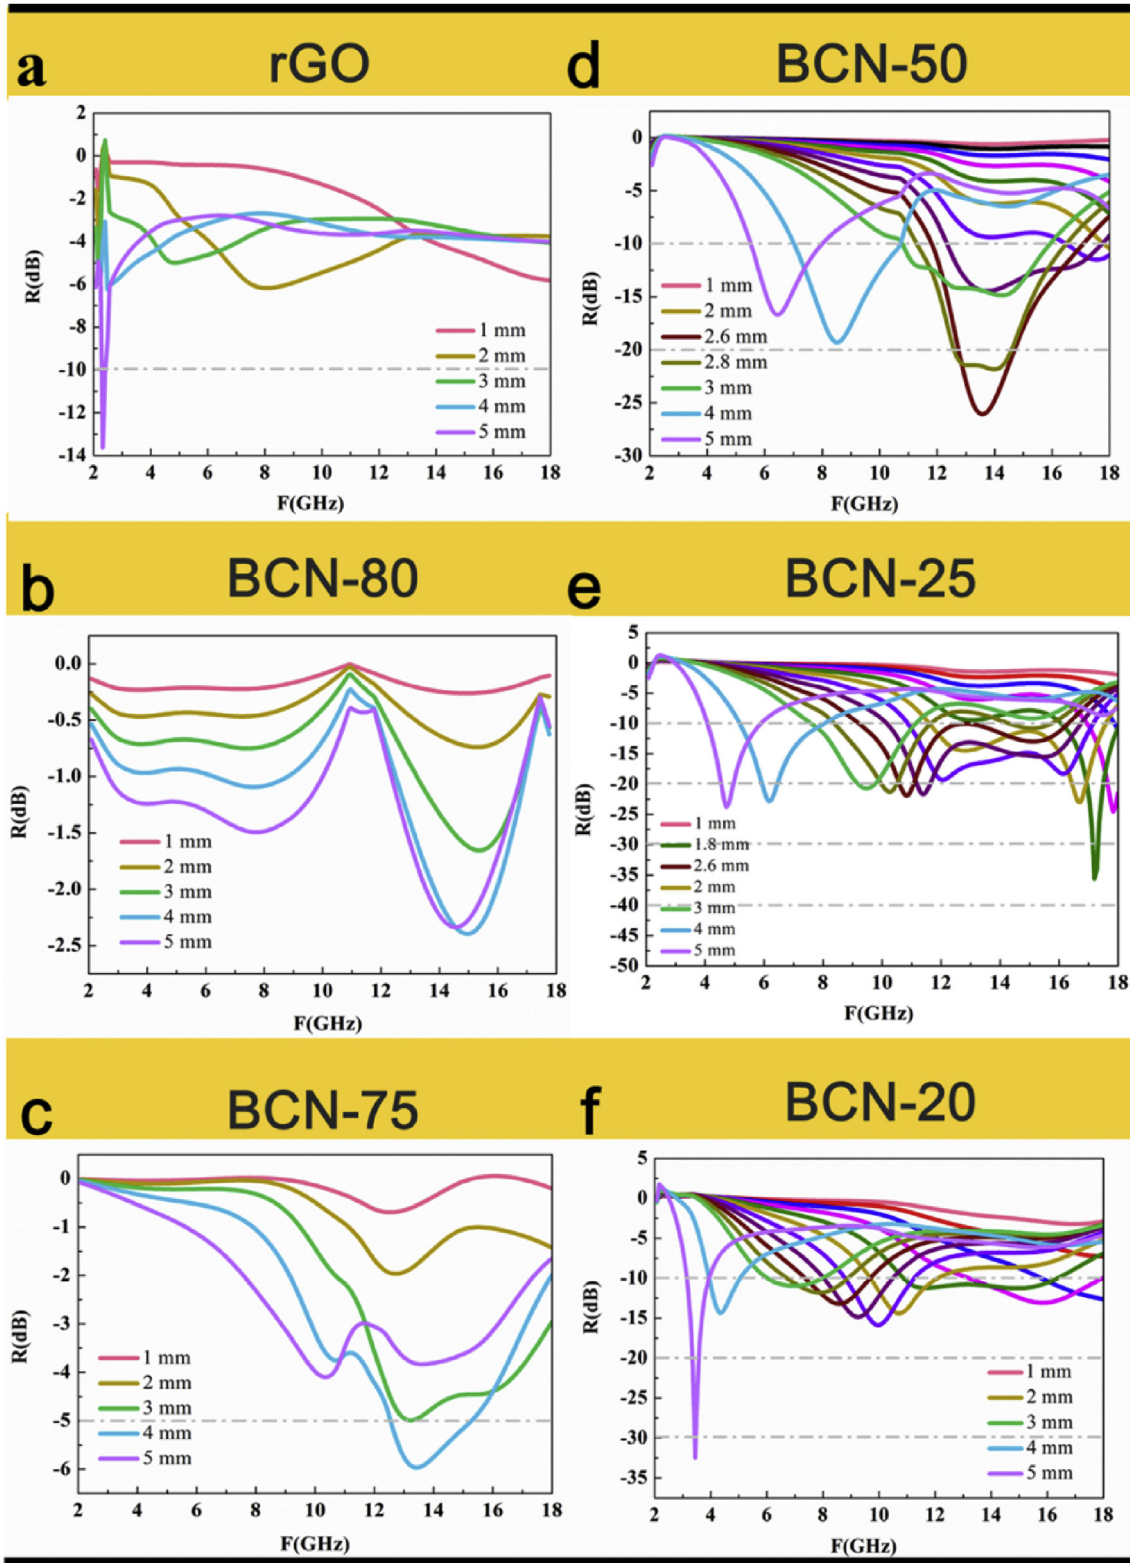 a rGO
2
0
-2
-4
-6
-8
-10
-12
-14
R(dB)
1 mm
2 mm
3 mm
4 mm
5 mm
2 4 6 8 10 12 14 16 18
F(GHz)
d BCN-50
0
-5
-10
-15
-20
-25
-30
R(dB)
1 mm
2 mm
2.6 mm
2.8 mm
3 mm
4 mm
5 mm
2 4 6 8 10 12 14 16 18
F(GHz)
b BCN-80
0.0
-0.5
-1.0
-1.5
-2.0
-2.5
R(dB)
1 mm
2 mm
3 mm
4 mm
5 mm
2 4 6 8 10 12 14 16 18
F(GHz)
e BCN-25
5
0
-5
-10
-15
-20
-25
-30
-35
-40
-45
-50
R(dB)
1 mm
1.8 mm
2.6 mm
2 mm
3 mm
4 mm
5 mm
2 4 6 8 10 12 14 16 18
F(GHz)
c BCN-75
0
-1
-2
-3
-4
-5
-6
R(dB)
1 mm
2 mm
3 mm
4 mm
5 mm
2 4 6 8 10 12 14 16 18
F(GHz)
f BCN-20
5
0
-5
-10
-15
-20
-25
-30
-35
R(dB)
1 mm
2 mm
3 mm
4 mm
5 mm
2 4 6 8 10 12 14 16 18
F(GHz)